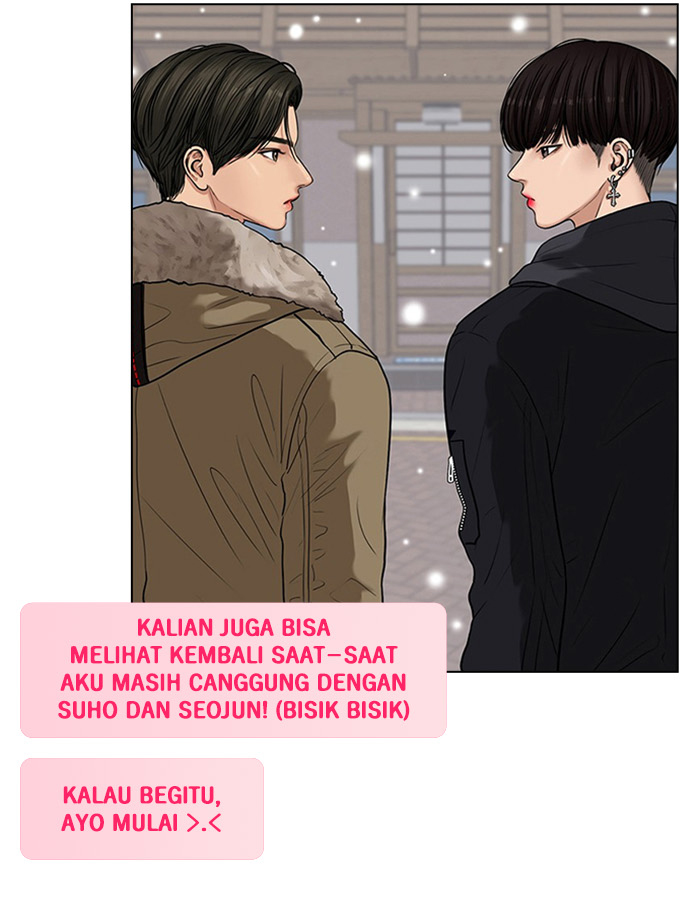 KALIAN JUGA BISA
MELIHAT KEMBALI SAAT-SAAT
AKU MASIH CANGGUNG DENGAN
SUHO DAN SEOJUN! (BISIK BISIK)
KALAU BEGITU,
AYO MULAI >.<